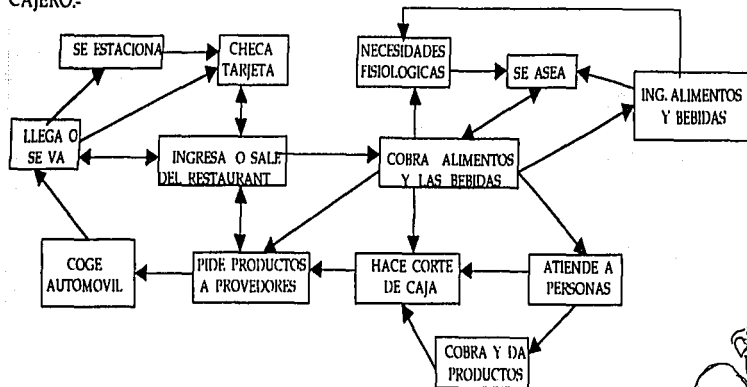 CAJERO.-
SE ESTACIONA
CHECA
TARJETA
NECESIDADES
FISIOLOGICAS
SE ASEA
ING. ALIMENTOS
Y BEBIDAS
LLEGA O
SE VA
INGRESA O SALE
DEL RESTAURANT
COBRA ALIMENTOS
Y LAS BEBIDAS
COGE
AUTOMOVIL
PIDE PRODUCTOS
A PROVEDORES
HACE CORTE
DE CAJA
ATIENDE A
PERSONAS
COBRA Y DA
PRODUCTOS